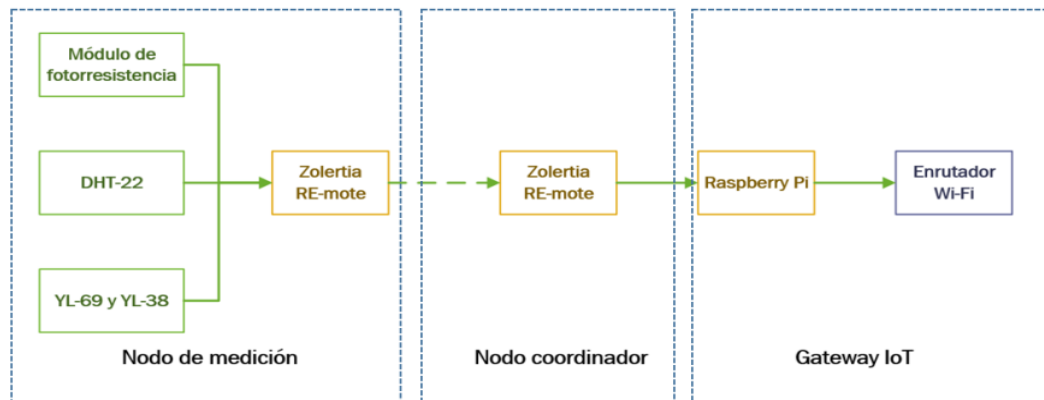 Módulo de
fotorresistencia
DHT-22
YL-69 y YL-38
Zolertia
RE-mote
Nodo de medición
Zolertia
RE-mote
Nodo coordinador
Raspberry Pi
Enrutador
Wi-Fi
Gateway IoT